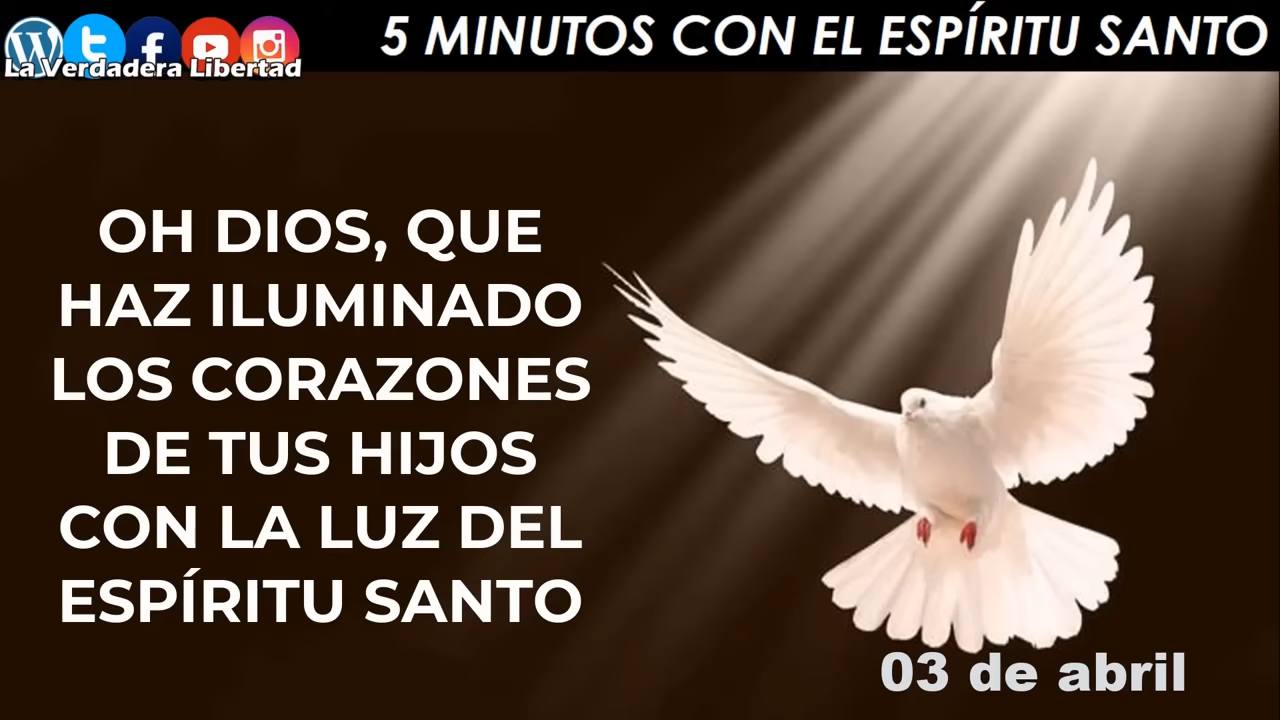 5 MINUTOS CON EL ESPÍRITU SANTO
La Verdadera Libertad
OH DIOS, QUE
HAZ ILUMINADO
LOS CORAZONES
DE TUS HIJOS
CON LA LUZ DEL
ESPÍRITU SANTO
03 de abril